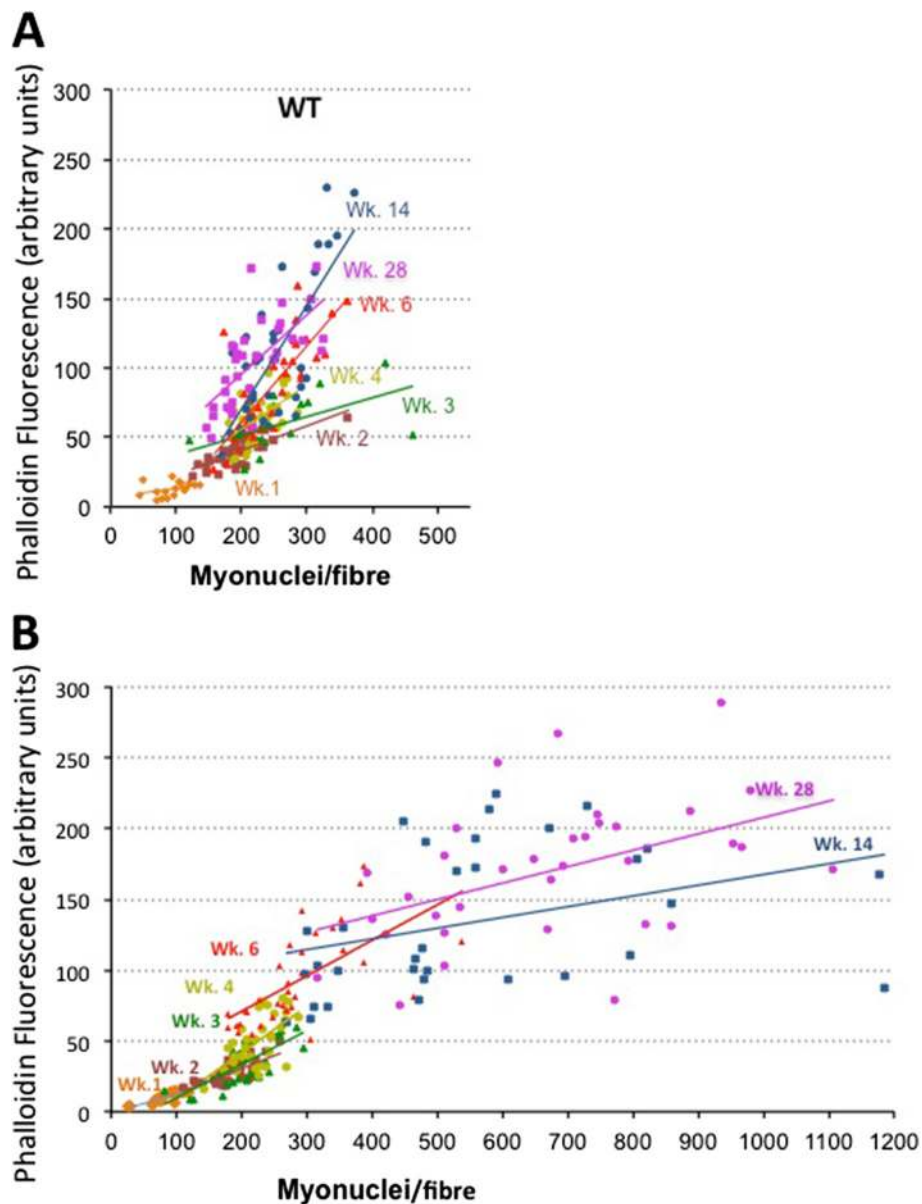 A
Phalloidin Fluorescence (arbitrary units)
300
WT
250
Wk. 14
200
Wk. 28
150
Wk. 6
100
Wk. 4
Wk. 3
50
Wk. 2
Wk.1
0
0 100 200 300 400 500
Myonuclei/fibre
B
Phalloidin Fluorescence (arbitrary units)
300
250
Wk. 28
200
Wk. 14
150
Wk. 6
100
Wk. 4
Wk. 3
50
Wk. 2
Wk.1
0
0 100 200 300 400 500 600 700 800 900 1000 1100 1200
Myonuclei/fibre